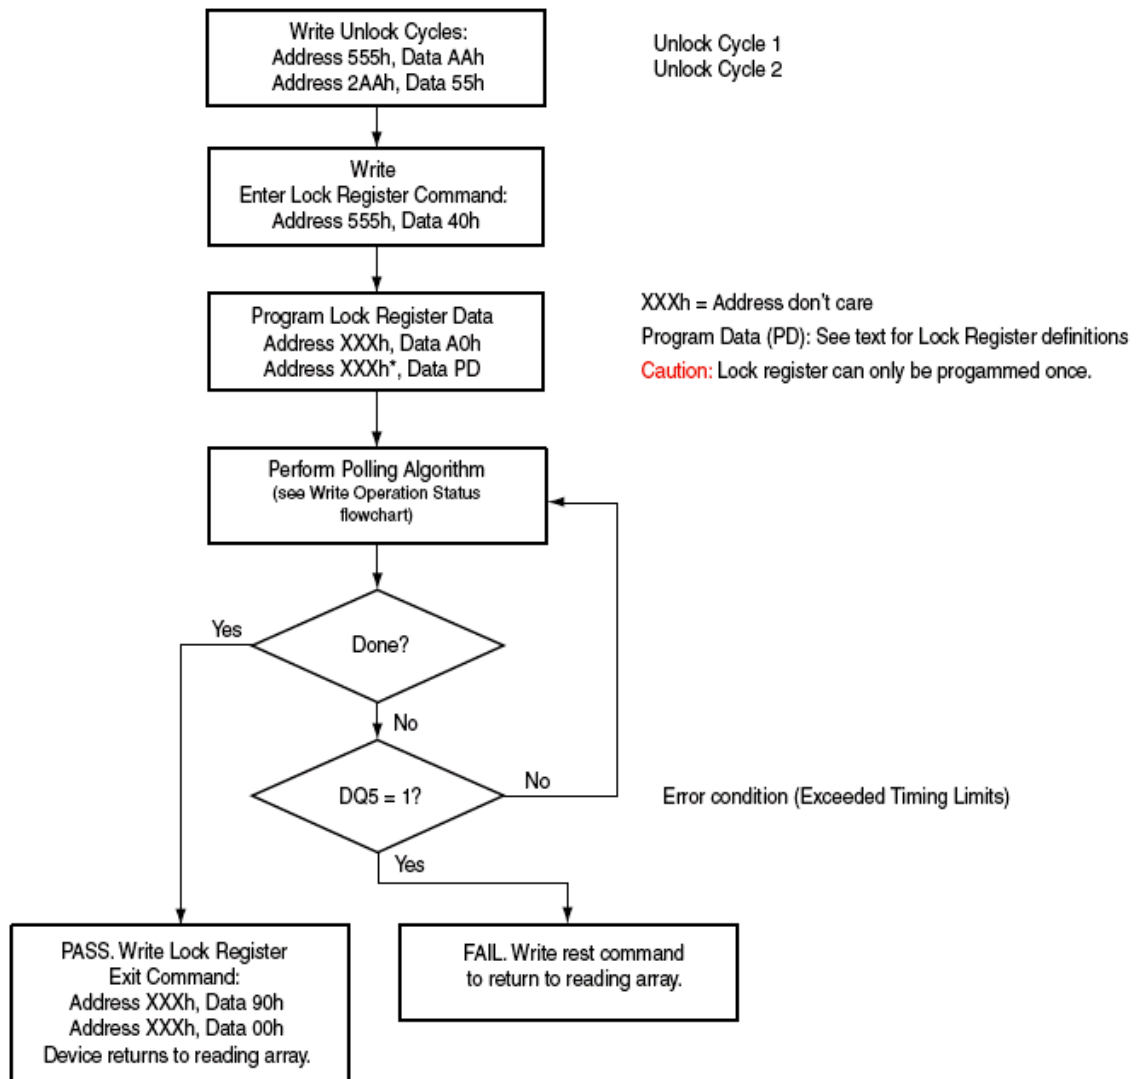 Write Unlock Cycles:
Address 555h, Data AAh
Address 2AAh, Data 55h
Unlock Cycle 1
Unlock Cycle 2
Write
Enter Lock Register Command:
Address 555h, Data 40h
Program Lock Register Data
Address XXXh, Data A0h
Address XXXh*, Data PD
XXXh = Address don't care
Program Data (PD): See text for Lock Register definitions
Caution: Lock register can only be progammed once.
Perform Polling Algorithm
(see Write Operation Status
flowchart)
Yes
Done?
No
DQ5 = 1?
No
Error condition (Exceeded Timing Limits)
Yes
PASS. Write Lock Register
Exit Command:
Address XXXh, Data 90h
Address XXXh, Data 00h
Device returns to reading array.
FAIL. Write rest command
to return to reading array.